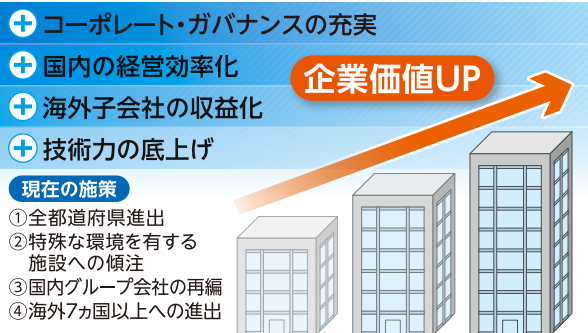 コーポレート・ガバナンスの充実
国内の経営効率化
海外子会社の収益化
技術力の底上げ
企業価値UP
現在の施策
①全都道府県進出
②特殊な環境を有する
施設への傾注
③国内グループ会社の再編
④海外7ヵ国以上への進出